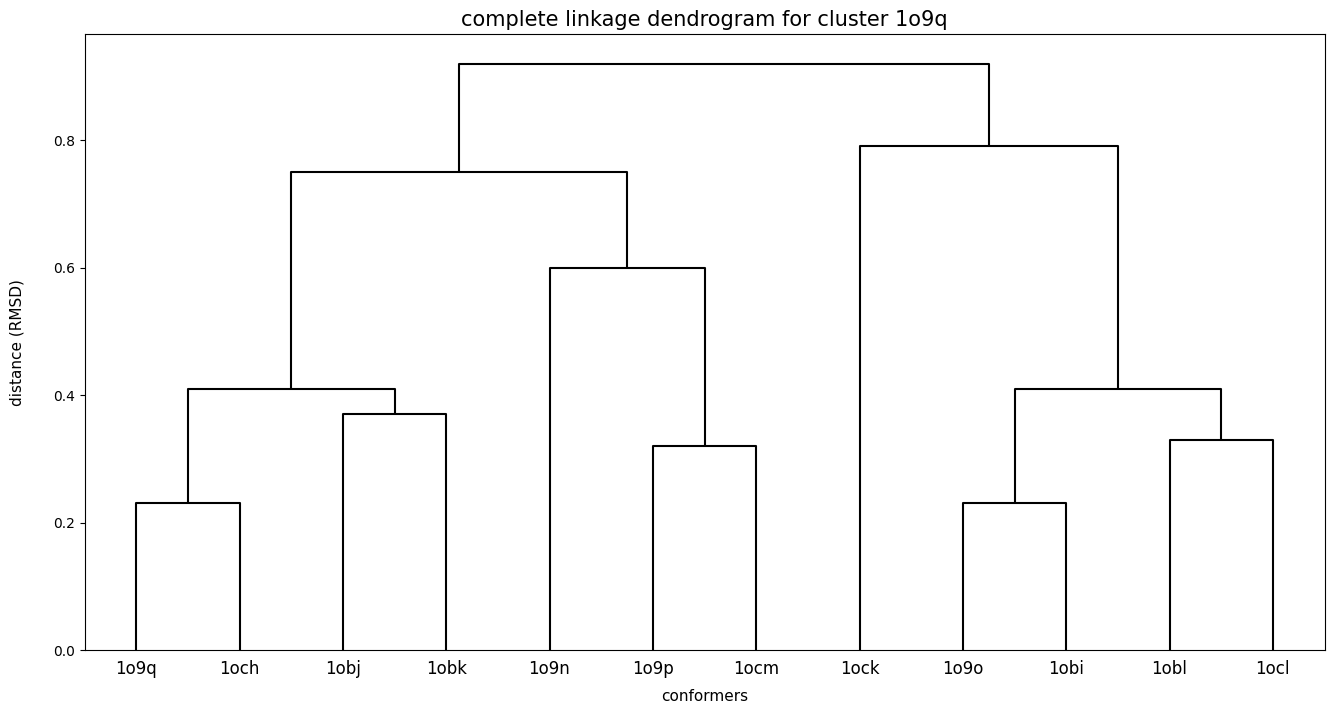 complete linkage dendrogram for cluster 1o9q
0.8
0.6
0.4
0.2
0.0
distance (RMSD)
1o9q 1och 1obj 1obk 1o9n 1o9p 1ocm 1ock 1o9o 1obi 1obl 1ocl
conformers